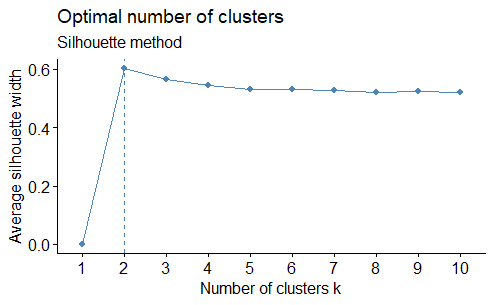 Optimal number of clusters
Silhouette method
Average silhouette width
0.6
0.4
0.2
0.0
1 2 3 4 5 6 7 8 9 10
Number of clusters k